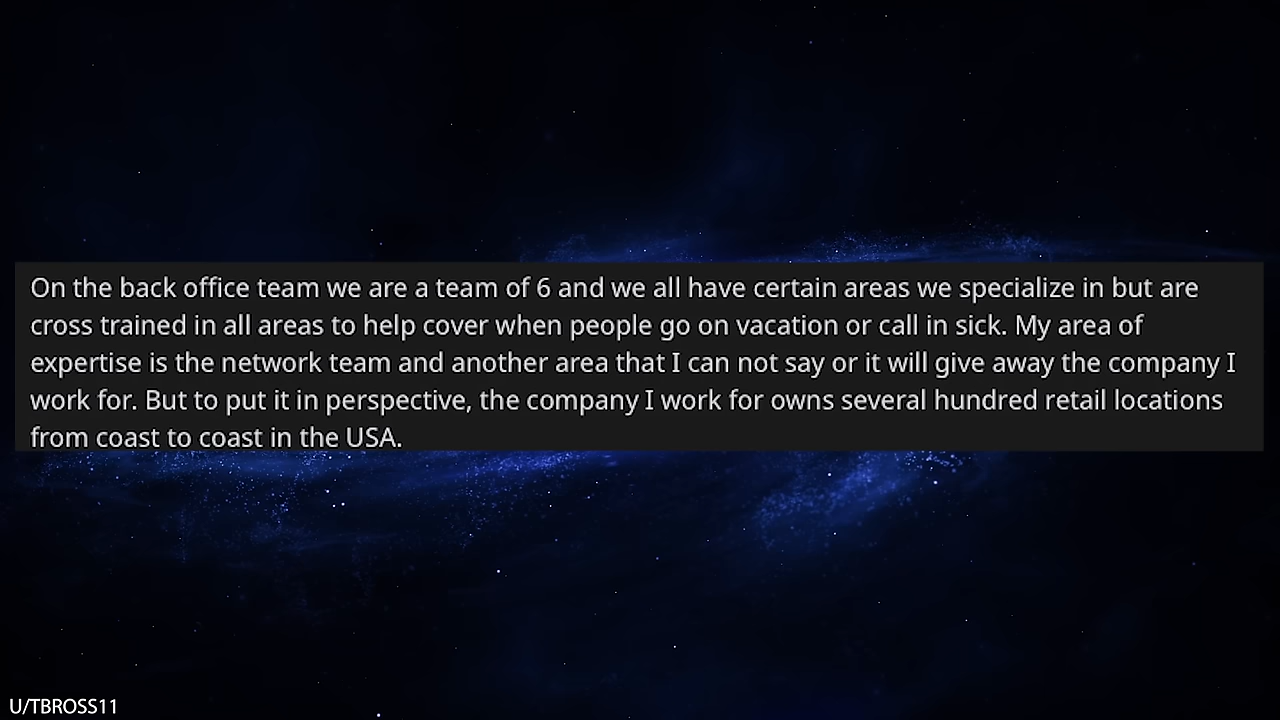 On the back office team we are a team of 6 and we all have certain areas we specialize in but are
cross trained in all areas to help cover when people go on vacation or call in sick. My area of
expertise is the network team and another area that I can not say or it will give away the company I
work for. But to put it in perspective, the company I work for owns several hundred retail locations
from coast to coast in the USA.
U/TBROSS11